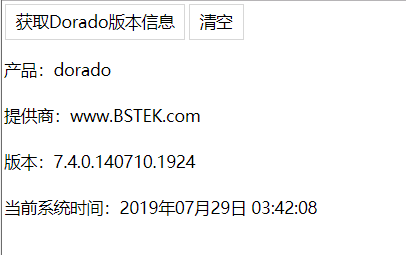 获取Dorado版本信息 清空
产品：dorado
提供商：www.BSTEK.com
版本：7.4.0.140710.1924
当前系统时间：2019年07月29日 03:42:08